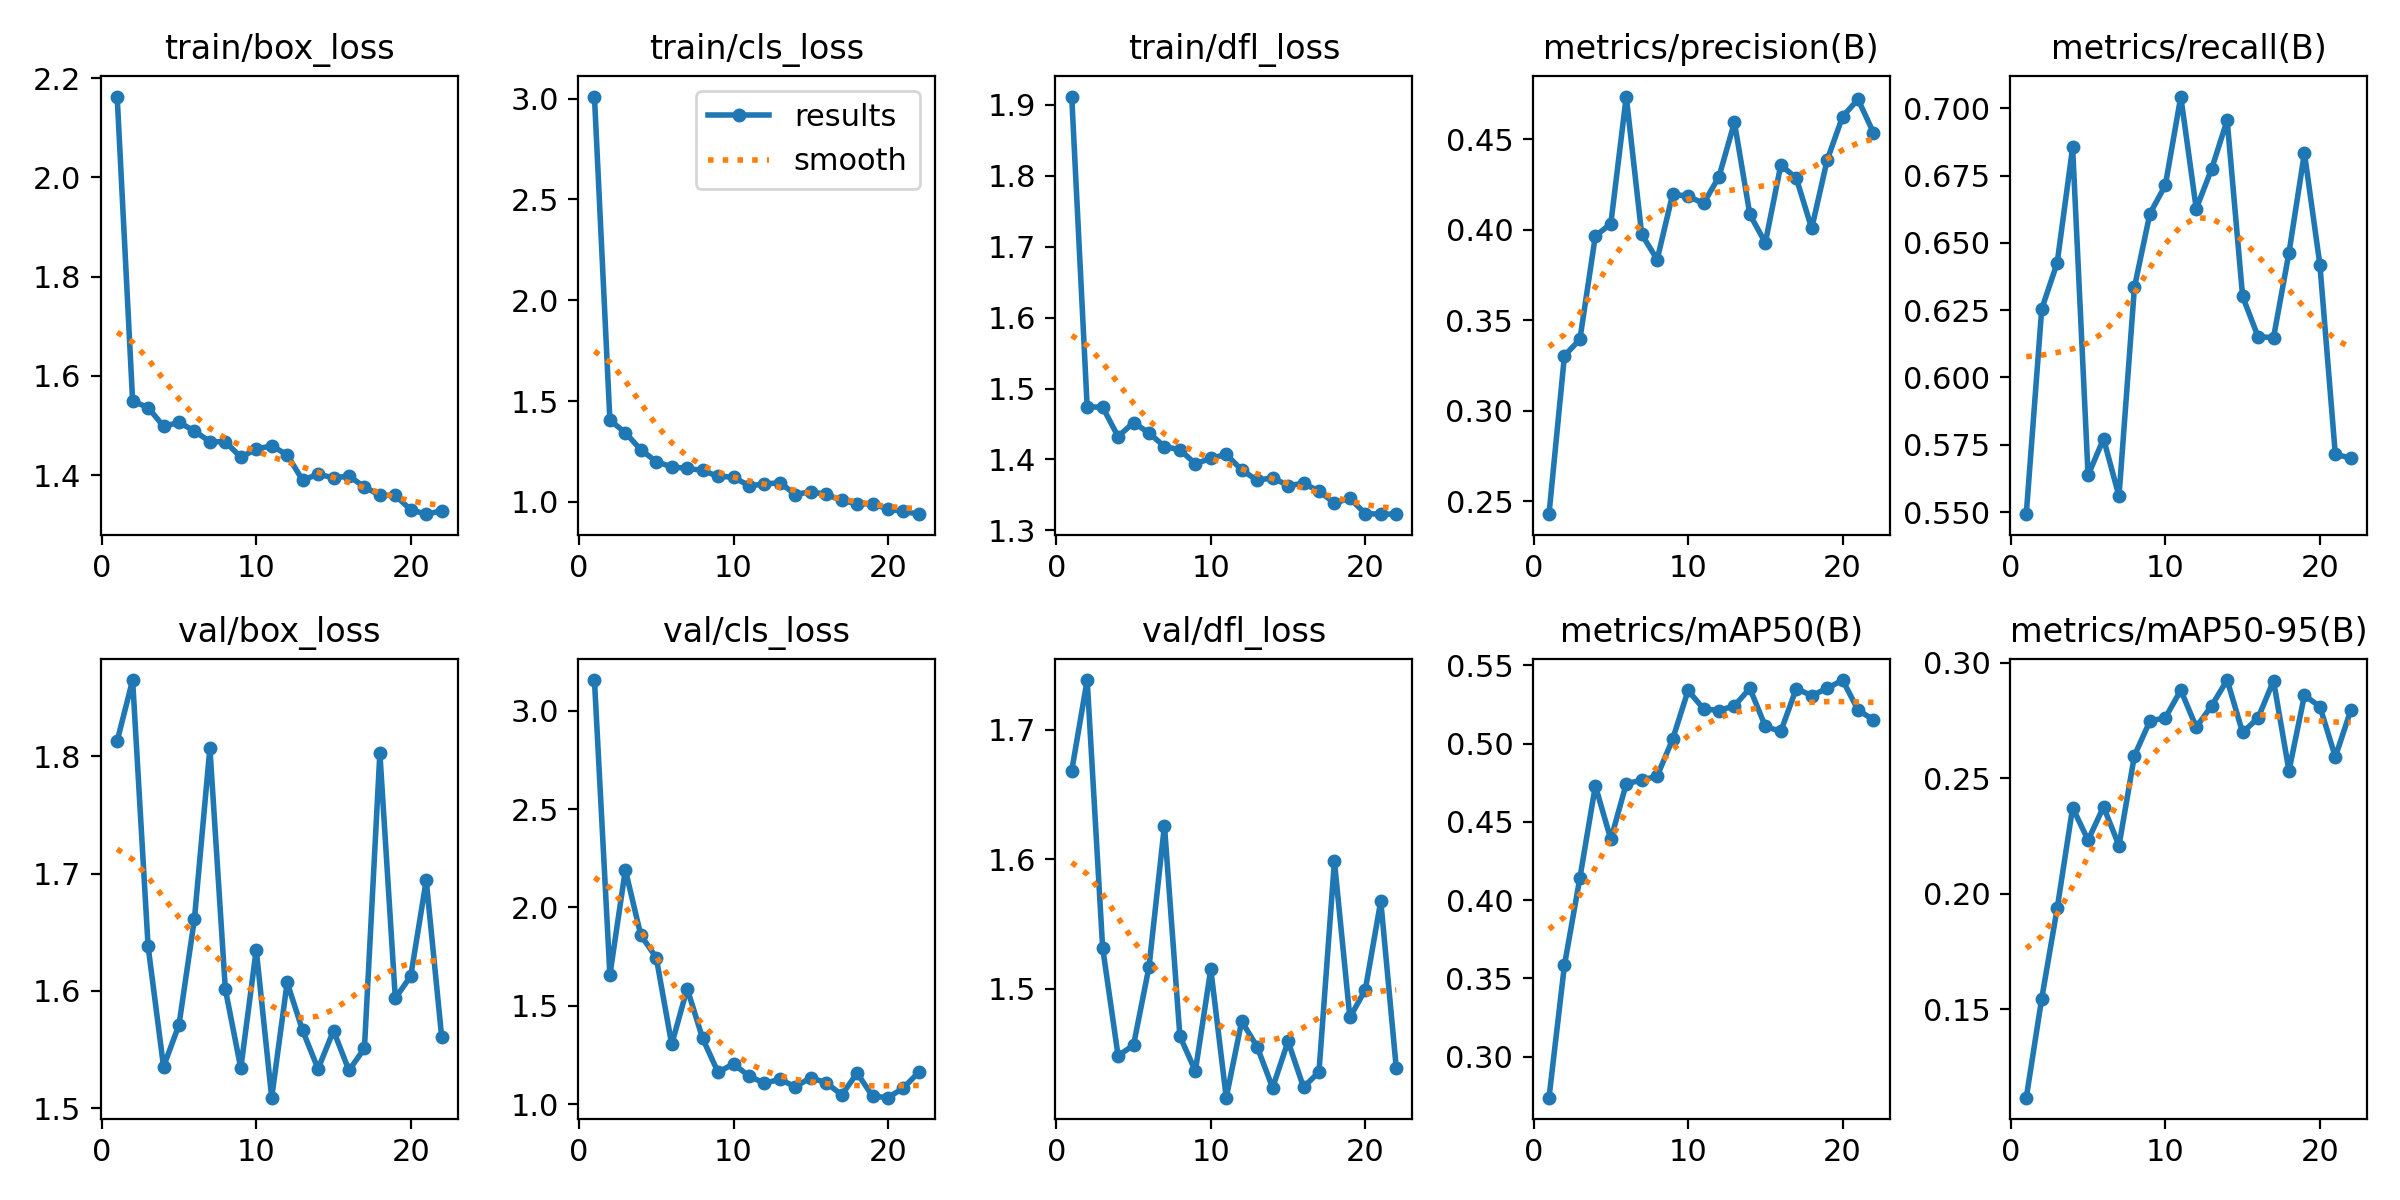 train/box_loss
2.2
2.0
1.8
1.6
1.4
0 10 20
train/cls_loss
results
smooth
3.0
2.5
2.0
1.5
1.0
0 10 20
train/dfl_loss
1.9
1.8
1.7
1.6
1.5
1.4
1.3
0 10 20
metrics/precision(B)
0.45
0.40
0.35
0.30
0.25
0 10 20
metrics/recall(B)
0.700
0.675
0.650
0.625
0.600
0.575
0.550
0 10 20
val/box_loss
1.8
1.7
1.6
1.5
0 10 20
val/cls_loss
3.0
2.5
2.0
1.5
1.0
0 10 20
val/dfl_loss
1.7
1.6
1.5
0 10 20
metrics/mAP50(B)
0.55
0.50
0.45
0.40
0.35
0.30
0 10 20
metrics/mAP50-95(B)
0.30
0.25
0.20
0.15
0 10 20